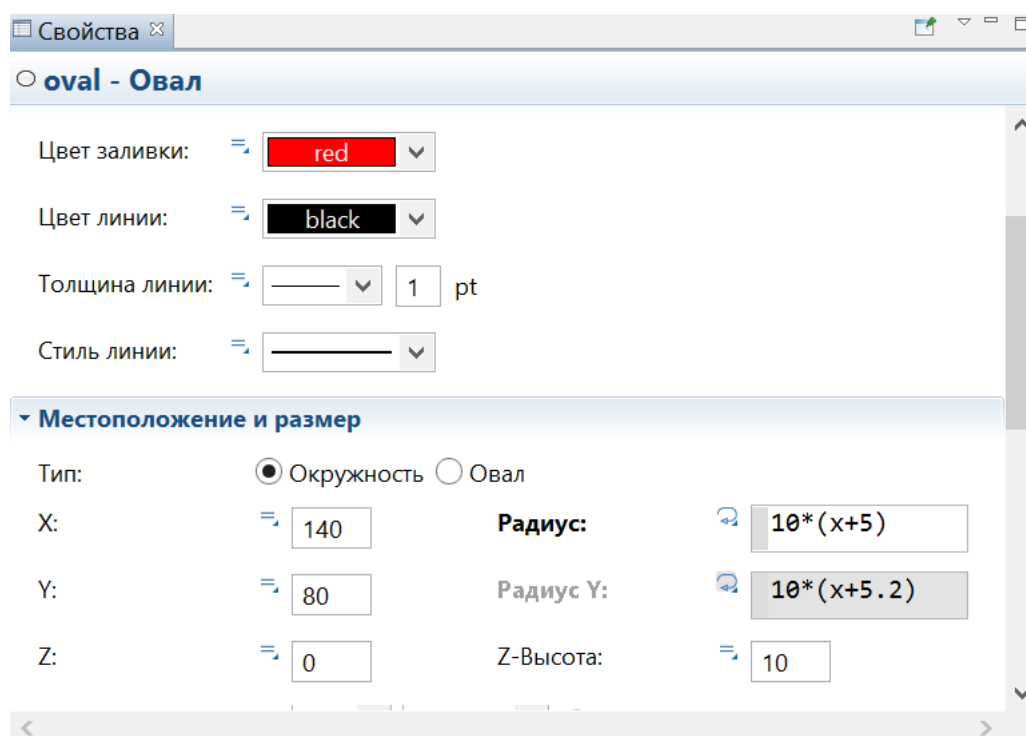 Свойства
oval - Овал
Цвет заливки: red
Цвет линии: black
Толщина линии: 1 pt
Стиль линии:
Местоположение и размер
Тип: Окружность Овал
X: 140 Радиус: 10*(x+5)
Y: 80 Радиус Y: 10*(x+5.2)
Z: 0 Z-Высота: 10